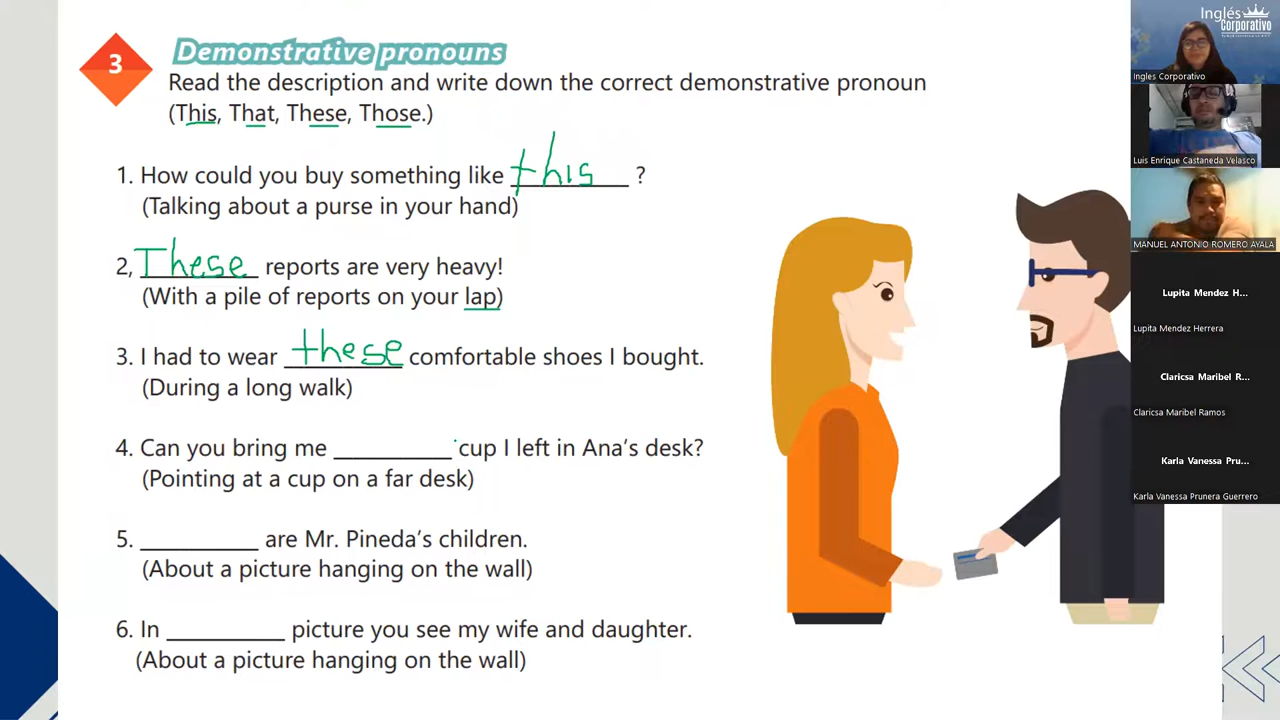 3
Demonstrative pronouns
Read the description and write down the correct demonstrative pronoun
(This, That, These, Those.)
1. How could you buy something like this ?
(Talking about a purse in your hand)
2, These reports are very heavy!
(With a pile of reports on your lap)
3. I had to wear these comfortable shoes I bought.
(During a long walk)
4. Can you bring me __________ cup I left in Ana's desk?
(Pointing at a cup on a far desk)
5. __________ are Mr. Pineda's children.
(About a picture hanging on the wall)
6. In __________ picture you see my wife and daughter.
(About a picture hanging on the wall)
Inglés
Corporativo
Ingles Corporativo
Luis Enrique Castaneda Velasco
MANUEL ANTONIO ROMERO AYALA
Lupita Mendez H...
Lupita Mendez Herrera
Claricsa Maribel R...
Claricsa Maribel Ramos
Karla Vanessa Pru...
Karla Vanessa Prunera Guerrero